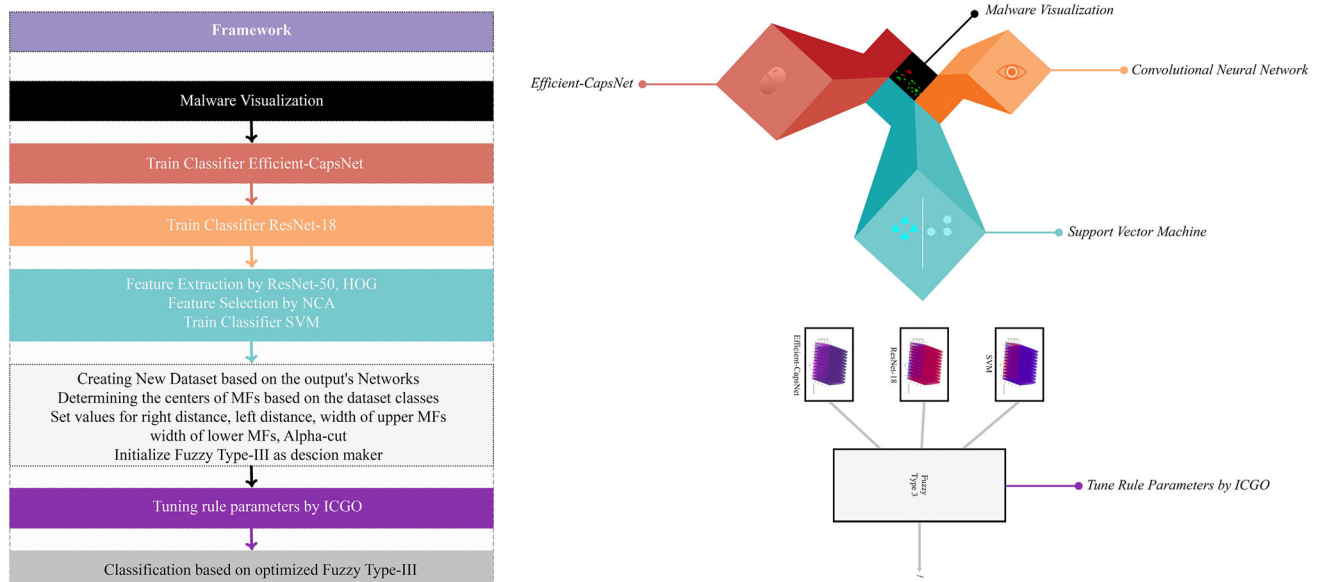 Framework
Malware Visualization
Train Classifier Efficient-CapsNet
Train Classifier ResNet-18
Feature Extraction by ResNet-50, HOG
Feature Selection by NCA
Train Classifier SVM
Creating New Dataset based on the output's Networks
Determining the centers of MFs based on the dataset classes
Set values for right distance, left distance, width of upper MFs
width of lower MFs, Alpha-cut
Initialize Fuzzy Type-III as descion maker
Tuning rule parameters by ICGO
Classification based on optimized Fuzzy Type-III
Malware Visualization
Efficient-CapsNet
Convolutional Neural Network
Support Vector Machine
Efficient-CapsNet
ResNet-18
SVM
Fuzzy
Type 3
Tune Rule Parameters by ICGO